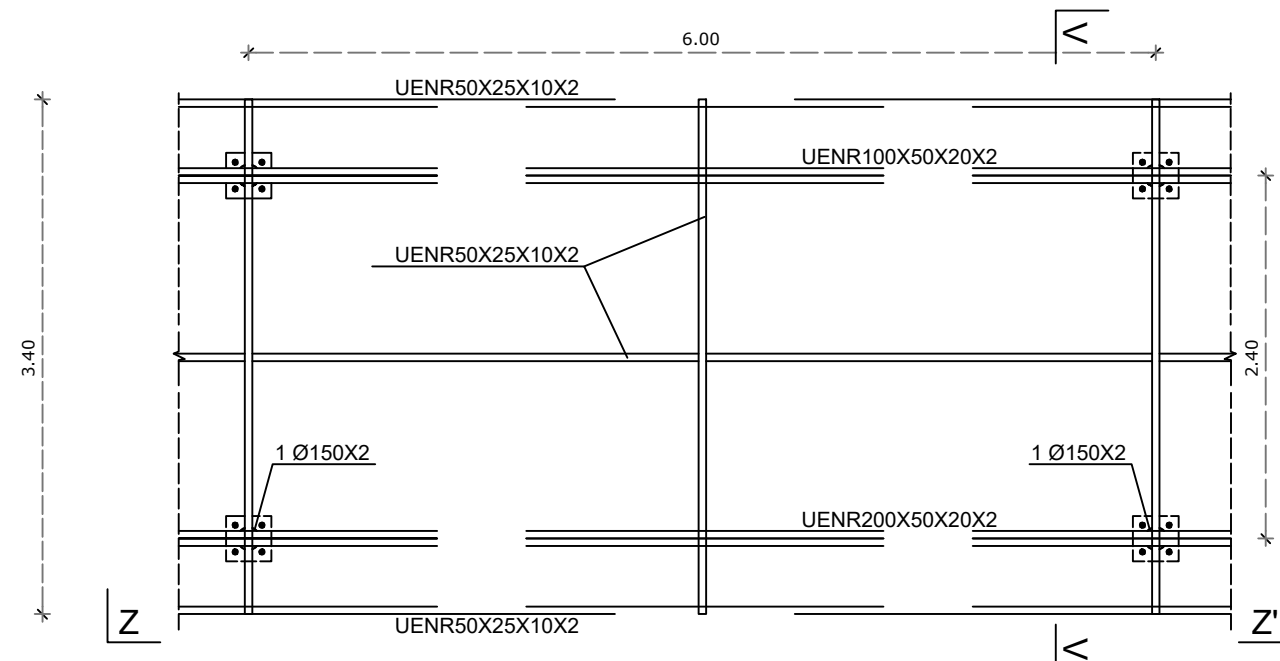 6.00
V
UENR50X25X10X2
UENR100X50X20X2
UENR50X25X10X2
3.40
2.40
1 Ø150X2
1 Ø150X2
UENR200X50X20X2
Z
UENR50X25X10X2
V
Z'